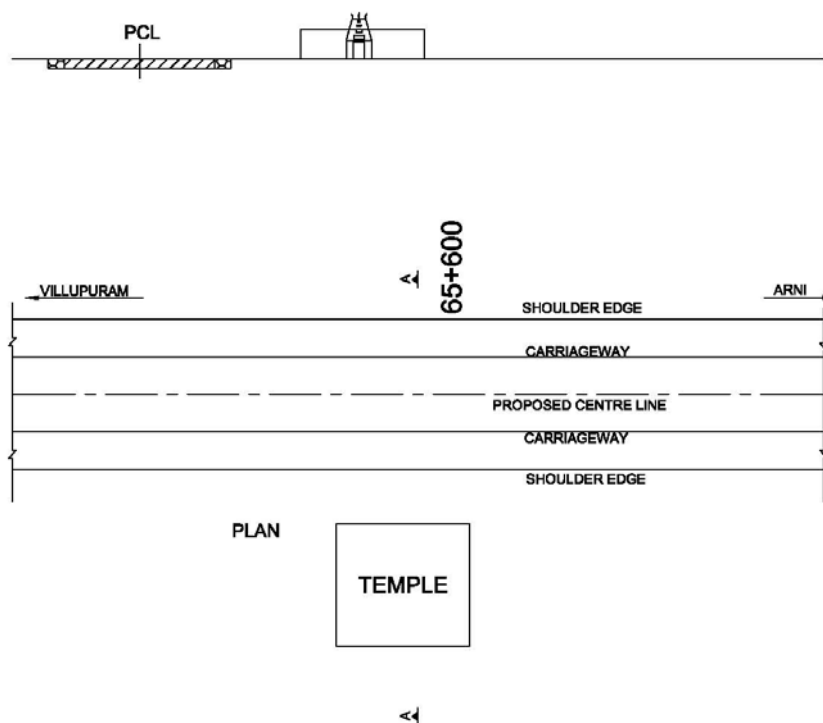 PCL
A
65+600
VILLUPURAM
ARNI
SHOULDER EDGE
CARRIAGEWAY
PROPOSED CENTRE LINE
CARRIAGEWAY
SHOULDER EDGE
PLAN
TEMPLE
A